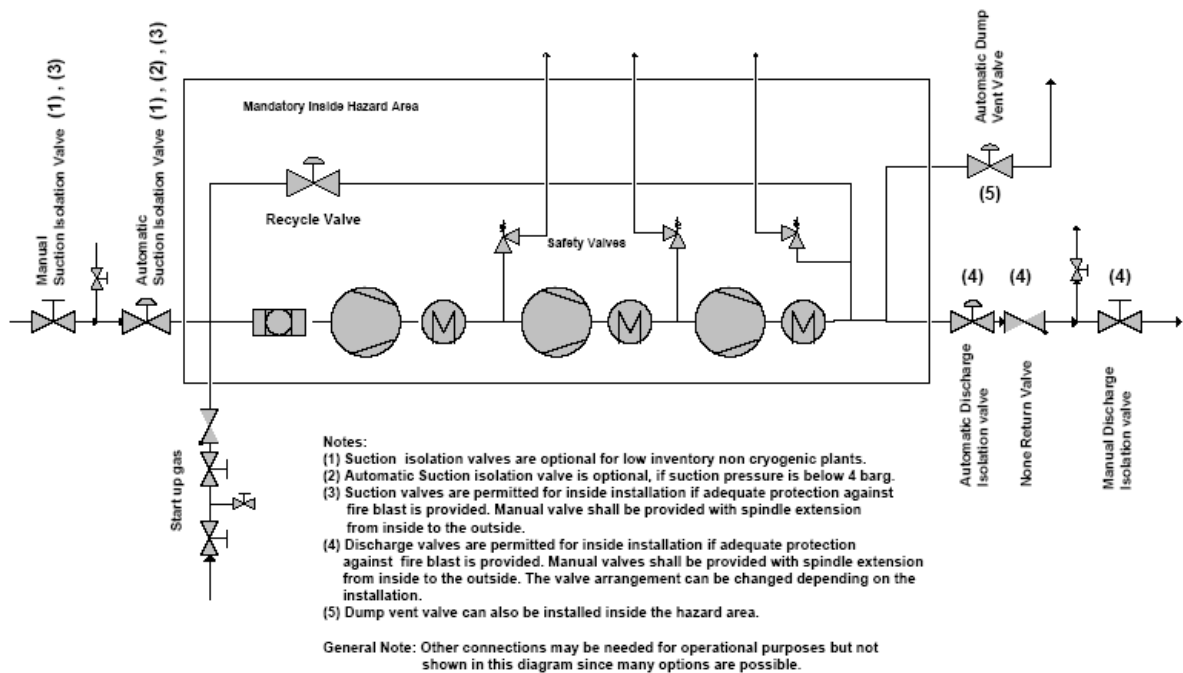 Manual
Suction Isolation Valve (1) , (3)
Automatic
Suction Isolation Valve (1) , (2) , (3)
Mandatory Inside Hazard Area
Recycle Valve
Safety Valves
Automatic Dump
Vent Valve
(5)
(4)
(4)
(4)
M
M
M
Start up gas
Automatic Discharge
Isolation valve
None Return Valve
Manual Discharge
Isolation valve
Notes:
(1) Suction isolation valves are optional for low inventory non cryogenic plants.
(2) Automatic Suction isolation valve is optional, if suction pressure is below 4 barg.
(3) Suction valves are permitted for inside installation if adequate protection against
fire blast is provided. Manual valve shall be provided with spindle extension
from inside to the outside.
(4) Discharge valves are permitted for inside installation if adequate protection
against fire blast is provided. Manual valves shall be provided with spindle extension
from inside to the outside. The valve arrangement can be changed depending on the
installation.
(5) Dump vent valve can also be installed inside the hazard area.
General Note: Other connections may be needed for operational purposes but not
shown in this diagram since many options are possible.